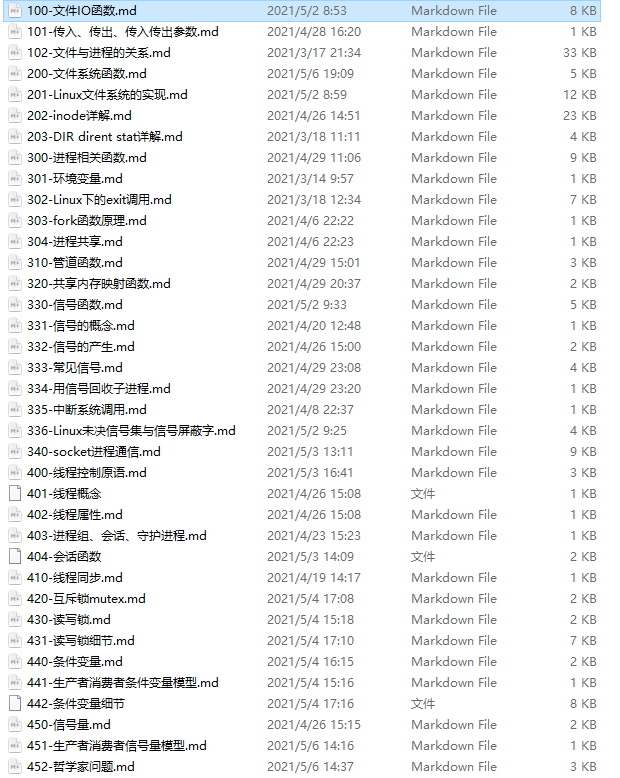 100-文件IO函数.md 2021/5/2 8:53 Markdown File 8 KB
101-传入、传出、传入传出参数.md 2021/4/28 16:20 Markdown File 1 KB
102-文件与进程的关系.md 2021/3/17 21:34 Markdown File 33 KB
200-文件系统函数.md 2021/5/6 19:09 Markdown File 5 KB
201-Linux文件系统的实现.md 2021/5/2 8:59 Markdown File 12 KB
202-inode详解.md 2021/4/26 14:51 Markdown File 23 KB
203-DIR dirent stat详解.md 2021/3/18 11:11 Markdown File 4 KB
300-进程相关函数.md 2021/4/29 11:06 Markdown File 9 KB
301-环境变量.md 2021/3/14 9:57 Markdown File 1 KB
302-Linux下的exit调用.md 2021/3/18 12:34 Markdown File 7 KB
303-fork函数原理.md 2021/4/6 22:22 Markdown File 1 KB
304-进程共享.md 2021/4/6 22:23 Markdown File 1 KB
310-管道函数.md 2021/4/29 15:01 Markdown File 3 KB
320-共享内存映射函数.md 2021/4/29 20:37 Markdown File 2 KB
330-信号函数.md 2021/5/2 9:33 Markdown File 5 KB
331-信号的概念.md 2021/4/20 12:48 Markdown File 1 KB
332-信号的产生.md 2021/4/26 15:00 Markdown File 2 KB
333-常见信号.md 2021/4/29 23:08 Markdown File 4 KB
334-用信号回收子进程.md 2021/4/29 23:20 Markdown File 1 KB
335-中断系统调用.md 2021/4/8 22:37 Markdown File 1 KB
336-Linux未决信号集与信号屏蔽字.md 2021/5/2 9:25 Markdown File 4 KB
340-socket进程通信.md 2021/5/3 13:11 Markdown File 9 KB
400-线程控制原语.md 2021/5/3 16:41 Markdown File 3 KB
401-线程概念 2021/4/26 15:08 文件 1 KB
402-线程属性.md 2021/4/26 15:08 Markdown File 1 KB
403-进程组、会话、守护进程.md 2021/4/23 15:23 Markdown File 1 KB
404-会话函数 2021/5/3 14:09 文件 2 KB
410-线程同步.md 2021/4/19 14:17 Markdown File 1 KB
420-互斥锁mutex.md 2021/5/4 17:08 Markdown File 2 KB
430-读写锁.md 2021/5/4 15:18 Markdown File 2 KB
431-读写锁细节.md 2021/5/4 17:10 Markdown File 7 KB
440-条件变量.md 2021/5/4 16:15 Markdown File 2 KB
441-生产者消费者条件变量模型.md 2021/5/4 15:16 Markdown File 1 KB
442-条件变量细节 2021/5/4 17:16 文件 8 KB
450-信号量.md 2021/4/26 15:15 Markdown File 2 KB
451-生产者消费者信号量模型.md 2021/5/6 14:16 Markdown File 1 KB
452-哲学家问题.md 2021/5/6 14:37 Markdown File 3 KB